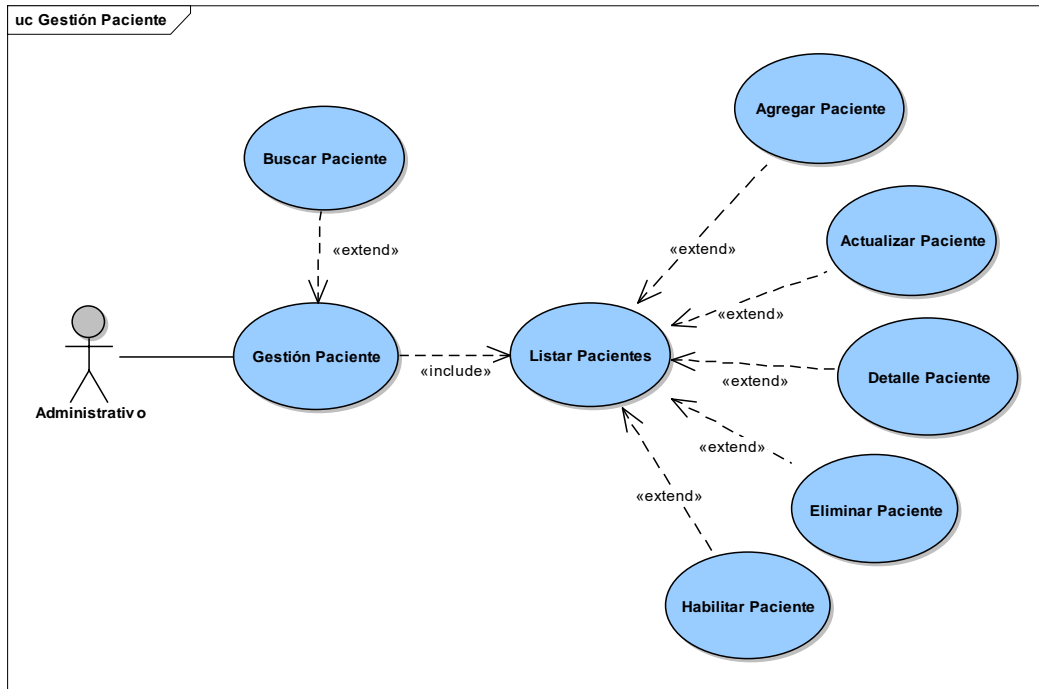 uc Gestión Paciente
Agregar Paciente
Buscar Paciente
«extend»
«extend»
Actualizar Paciente
«extend»
Administrativo
Gestión Paciente
«include»
Listar Pacientes
Detalle Paciente
«extend»
«extend»
Eliminar Paciente
«extend»
Habilitar Paciente